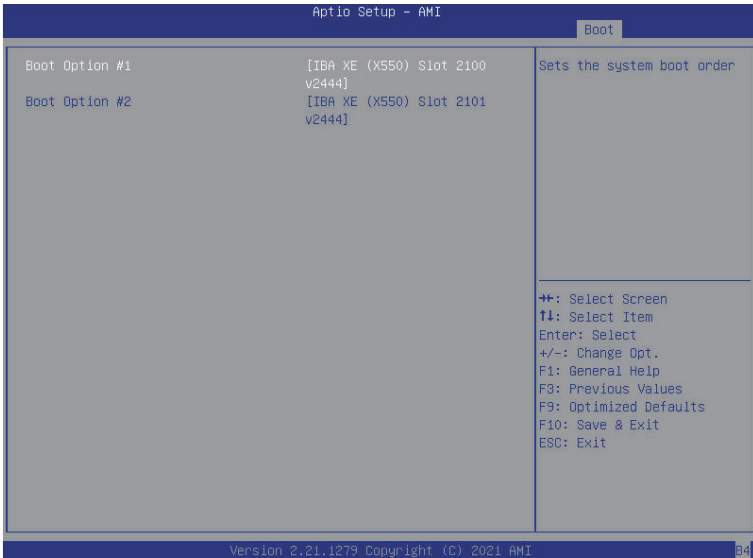 Aptio Setup – AMI
Boot
Boot Option #1 [IBA XE (X550) Slot 2100
v2444]
Boot Option #2 [IBA XE (X550) Slot 2101
v2444]
Sets the system boot order
→←: Select Screen
↑↓: Select Item
Enter: Select
+/-: Change Opt.
F1: General Help
F3: Previous Values
F9: Optimized Defaults
F10: Save & Exit
ESC: Exit
Version 2.21.1279 Copyright (C) 2021 AMI
B4